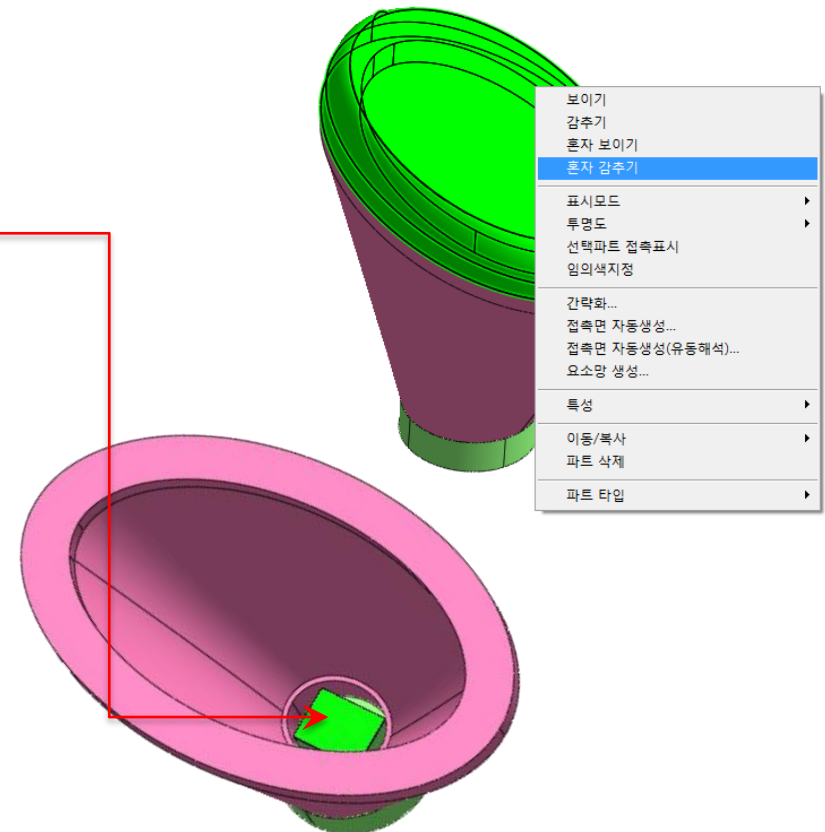 보이기
감추기
혼자 보이기
혼자 감추기
표시모드
투명도
선택파트 접촉표시
임의색지정
간략화...
접촉면 자동생성...
접촉면 자동생성(유동해석)...
요소망 생성...
특성
이동/복사
파트 삭제
파트 타입